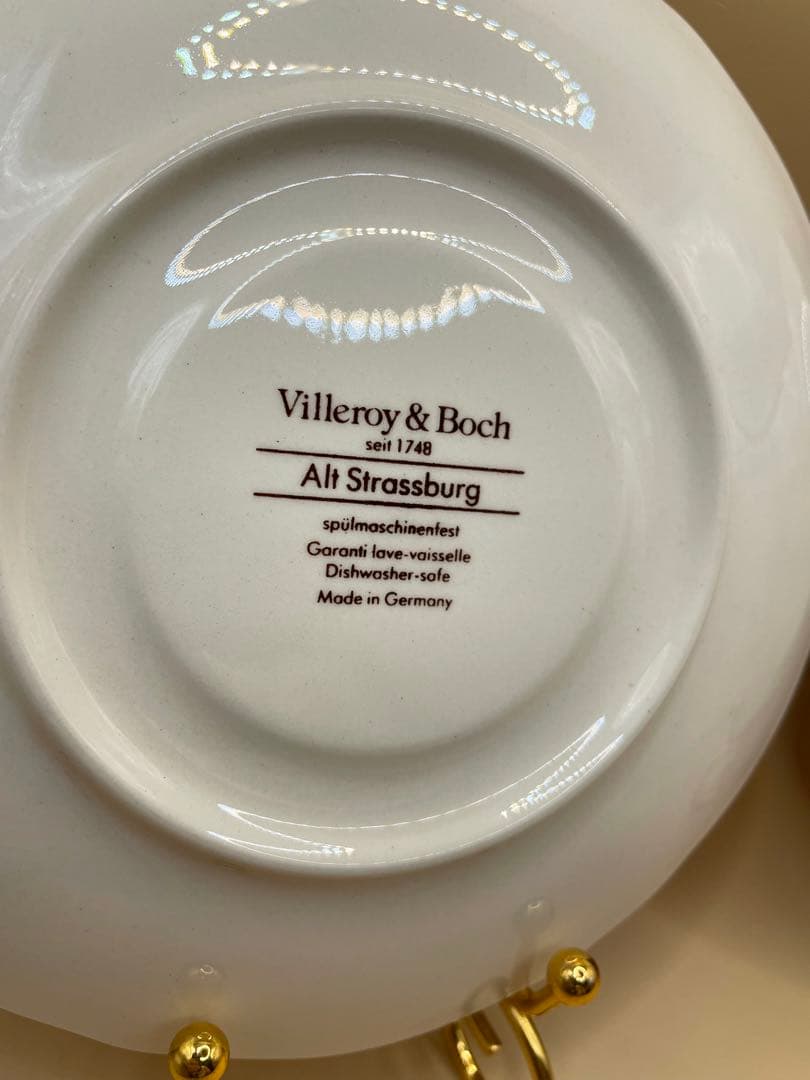 Villeroy & Boch
seit 1748
Alt Strassburg
spülmaschinenfest
Garanti lave-vaisselle
Dishwasher-safe
Made in Germany